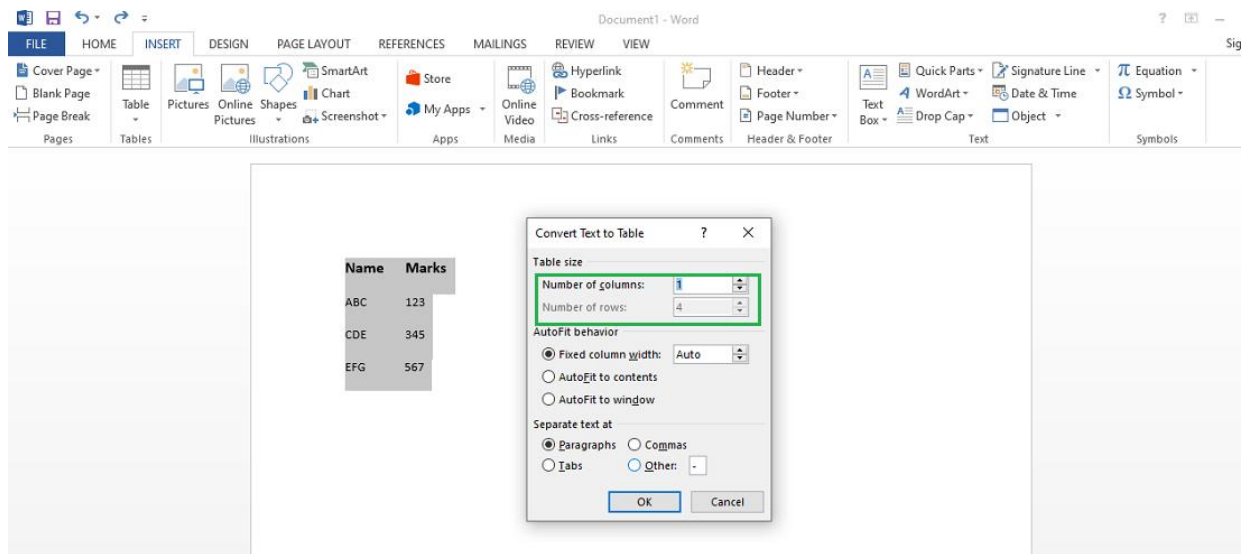 Document1 - Word
FILE HOME INSERT DESIGN PAGE LAYOUT REFERENCES MAILINGS REVIEW VIEW Sig
Cover Page
Blank Page
Page Break
Pages
Table
Tables
Pictures
Online Pictures
Shapes
SmartArt
Chart
Screenshot
Illustrations
Store
My Apps
Apps
Online Video
Media
Hyperlink
Bookmark
Cross-reference
Links
Comment
Comments
Header
Footer
Page Number
Header & Footer
Text Box
Quick Parts
WordArt
Drop Cap
Signature Line
Date & Time
Object
Text
π Equation
Ω Symbol
Symbols
Name Marks
ABC 123
CDE 345
EFG 567
Convert Text to Table ? X
Table size
Number of columns: 1
Number of rows: 4
AutoFit behavior
Fixed column width: Auto
AutoFit to contents
AutoFit to window
Separate text at
Paragraphs Commas
Tabs Other: -
OK Cancel